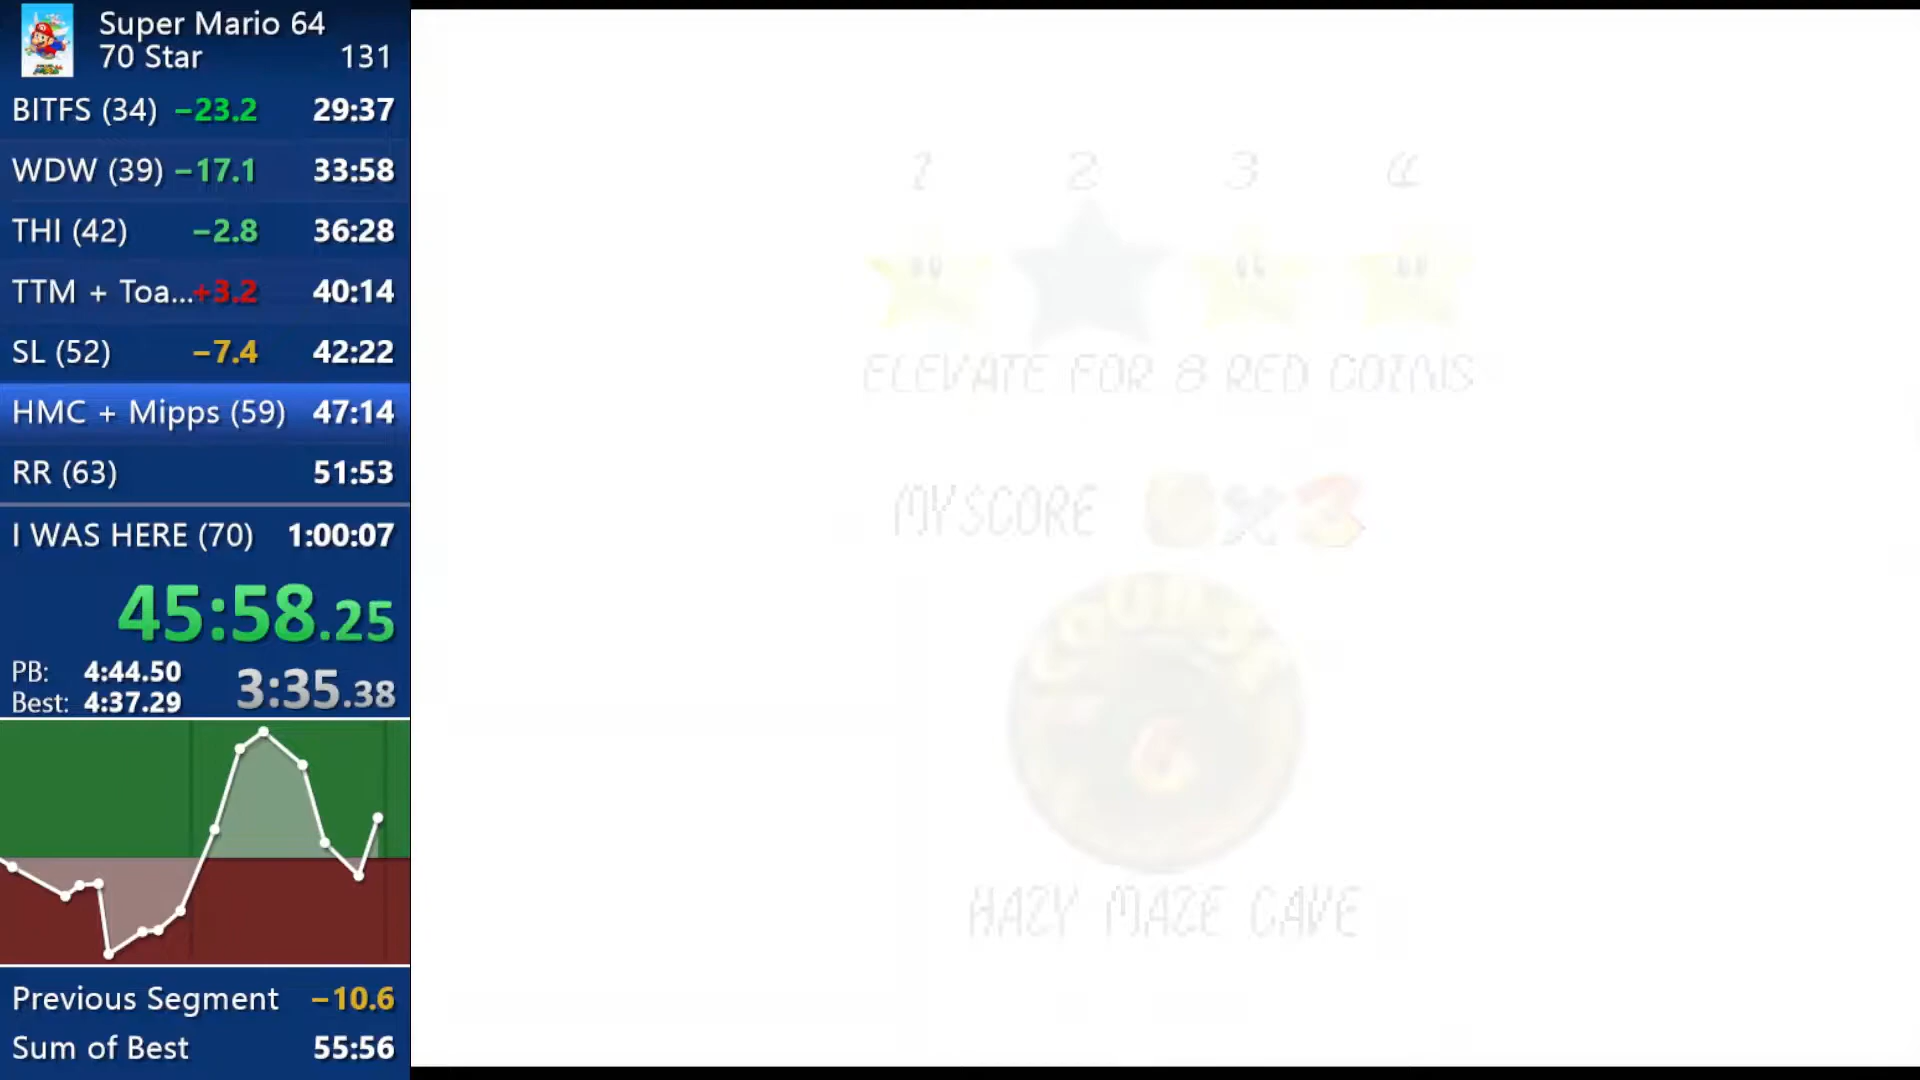 Super Mario 64
70 Star 131
BITFS (34) −23.2 29:37
WDW (39) −17.1 33:58
THI (42) −2.8 36:28
TTM + Toa... +3.2 40:14
SL (52) −7.4 42:22
HMC + Mipps (59) 47:14
RR (63) 51:53
I WAS HERE (70) 1:00:07
45:58.25
PB: 4:44.50
Best: 4:37.29
3:35.38
Previous Segment −10.6
Sum of Best 55:56
1 2 3 4
ELEVATE FOR 8 RED COINS
MYSCORE × 3
COURSE
6
HAZY MAZE CAVE